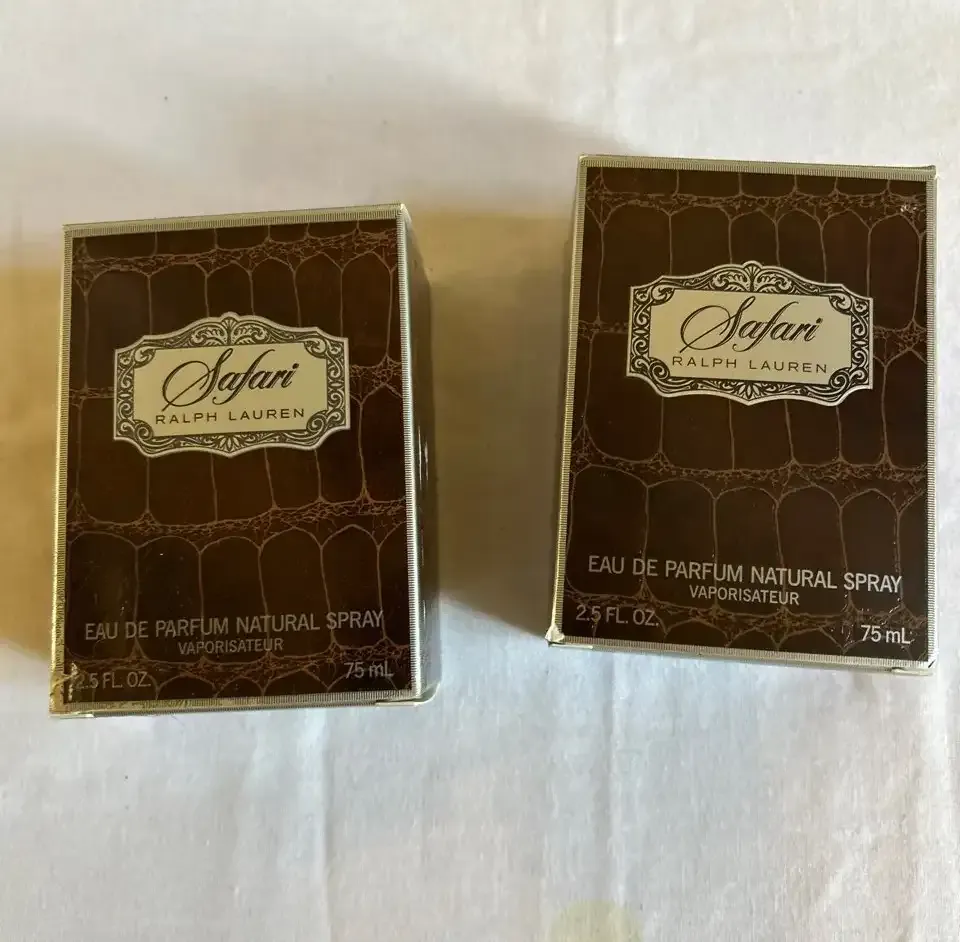 Safari
RALPH LAUREN
EAU DE PARFUM NATURAL SPRAY
VAPORISATEUR
2.5 FL. OZ.
75 mL
Safari
RALPH LAUREN
EAU DE PARFUM NATURAL SPRAY
VAPORISATEUR
2.5 FL. OZ.
75 mL